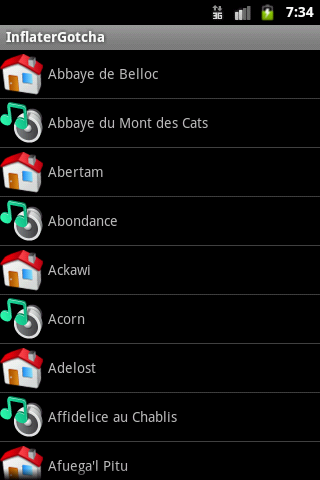 3G 7:34
InflaterGotcha
Abbaye de Belloc
Abbaye du Mont des Cats
Abertam
Abondance
Ackawi
Acorn
Adelost
Affidelice au Chablis
Afuega'l Pitu